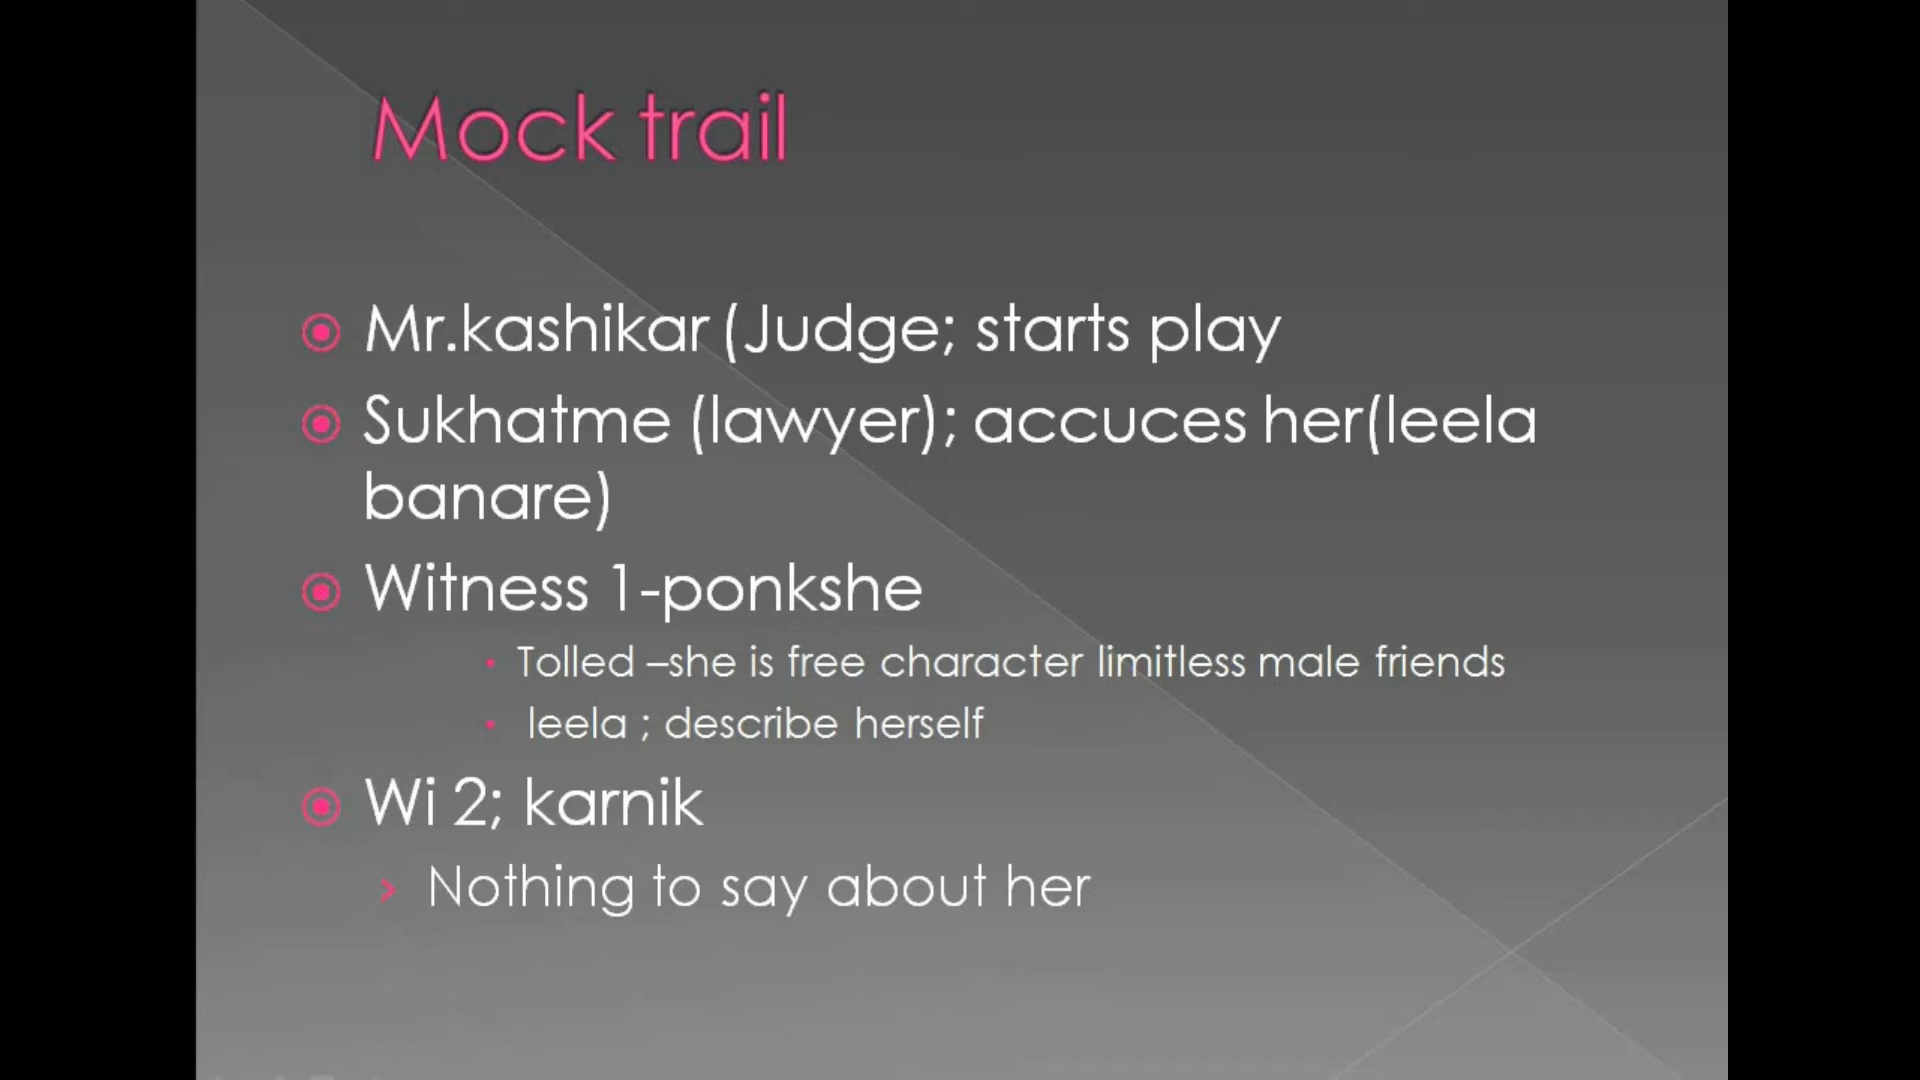 Mock trail
Mr.kashikar (Judge; starts play
Sukhatme (lawyer); accuces her(leela
banare)
Witness 1-ponkshe
Tolled –she is free character limitless male friends
leela ; describe herself
Wi 2; karnik
Nothing to say about her